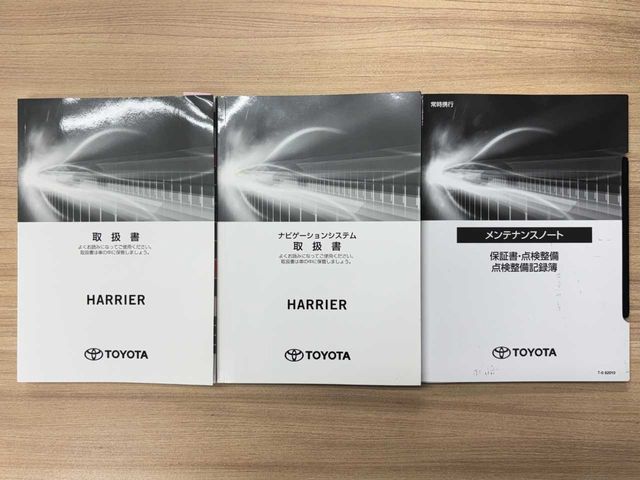 取扱書
よくお読みになってご使用ください。
取扱書は車の中に保管しましょう。
HARRIER
TOYOTA
ナビゲーションシステム
取扱書
よくお読みになってご使用ください。
取扱書は車の中に保管しましょう。
HARRIER
TOYOTA
常時携行
メンテナンスノート
保証書・点検整備
点検整備記録簿
TOYOTA